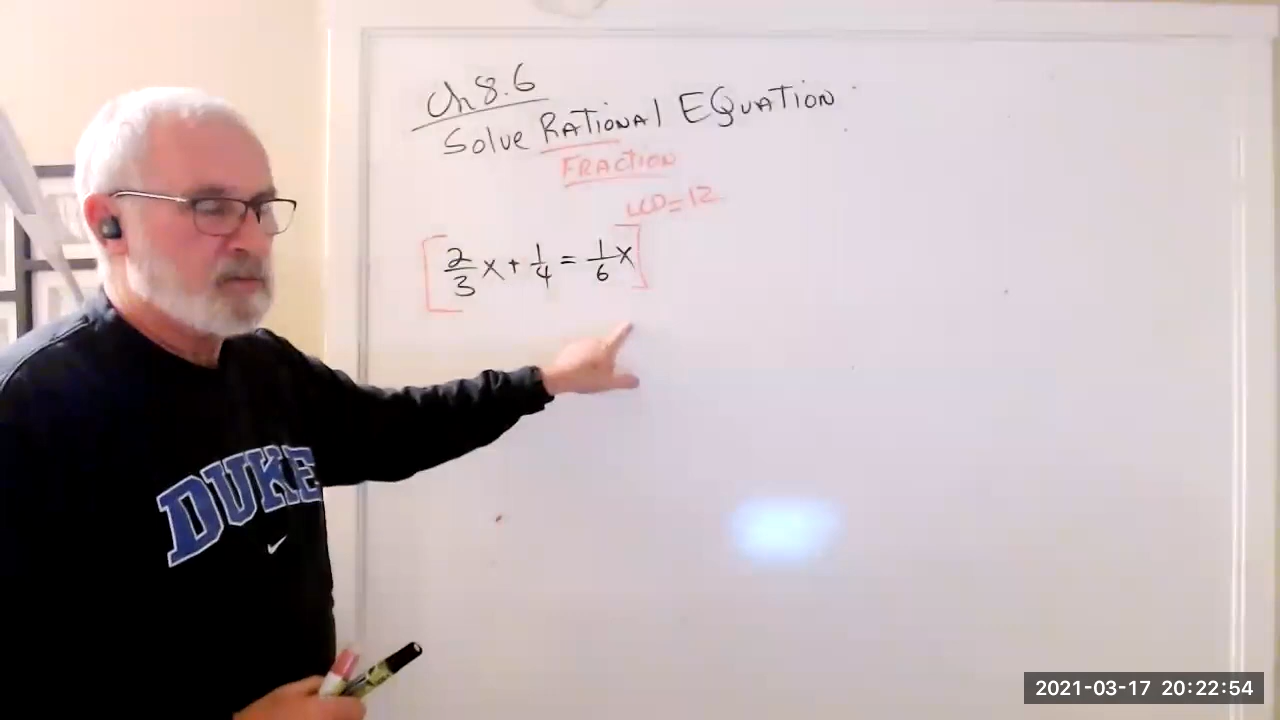 Ch 8.6
Solve RATIONAl EQUATION
FRACTION
LCD=12
[2/3 x + 1/4 = 1/6 x]
DUKE
2021-03-17 20:22:54